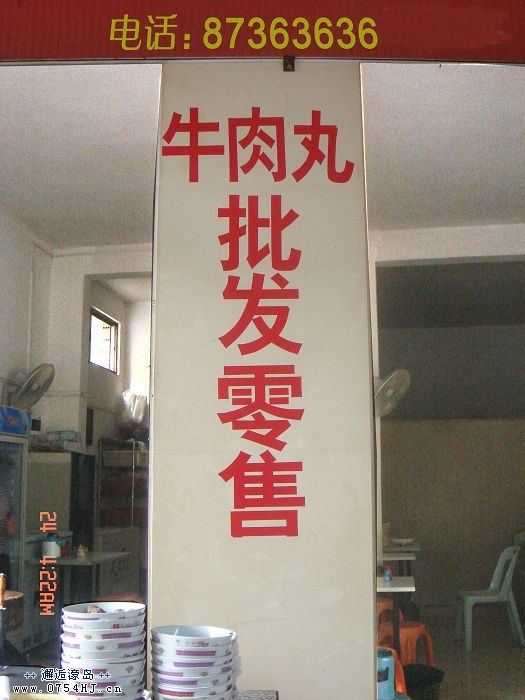 电话:87363636
牛肉丸
批发零售
24 4:22AM
++ 邂逅濠岛 ++
www.0754HJ.cn